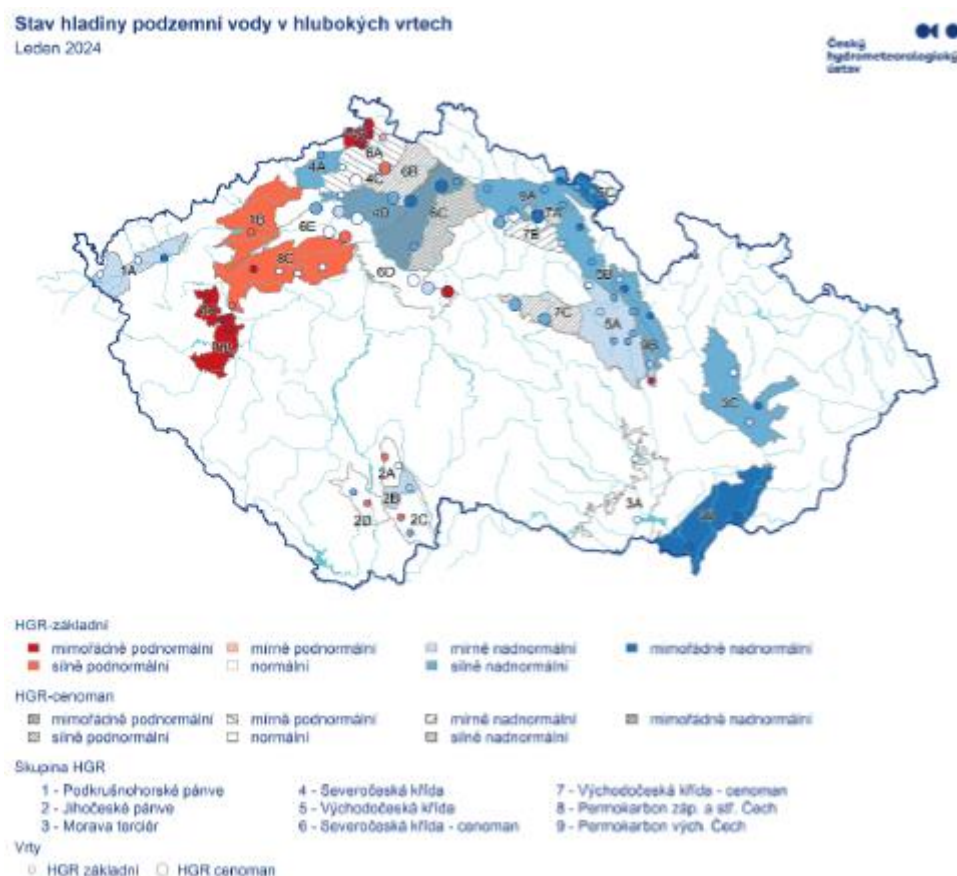 Stav hladiny podzemní vody v hlubokých vrtech
Leden 2024
Český
hydrometeorologický
ústav
6A
4A
4C
6B
1B
4D
6C
5A
5C
7A
7B
6E
1A
8C
6D
5B
7C
5A
9B
3C
2A
2B
2D
2C
3A
HGR-základní
mimořádně podnormální mírně podnormální mírně nadnormální mimořádně nadnormální
silně podnormální normální silně nadnormální
HGR-cenoman
mimořádně podnormální mírně podnormální mírně nadnormální mimořádně nadnormální
silně podnormální normální silně nadnormální
Skupina HGR
1 - Podkrušnohorské pánve 4 - Severočeská křída 7 - Východočeská křída - cenoman
2 - Jihočeské pánve 5 - Východočeská křída 8 - Permokarbon záp. a stř. Čech
3 - Morava terciér 6 - Severočeská křída - cenoman 9 - Permokarbon vých. Čech
Vrty
HGR základní HGR cenoman